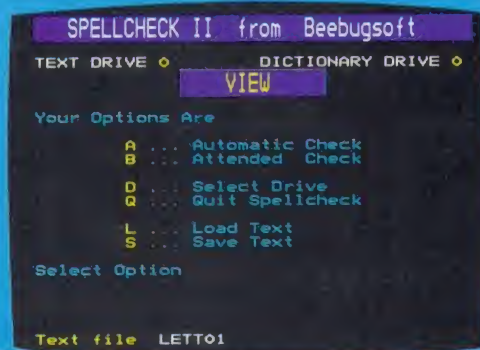 SPELLCHECK II from Beebugsoft
TEXT DRIVE 0 DICTIONARY DRIVE 0
VIEW
Your Options Are
A ... Automatic Check
B ... Attended Check
D ... Select Drive
Q ... Quit Spellcheck
L ... Load Text
S ... Save Text
Select Option
Text file LETT01